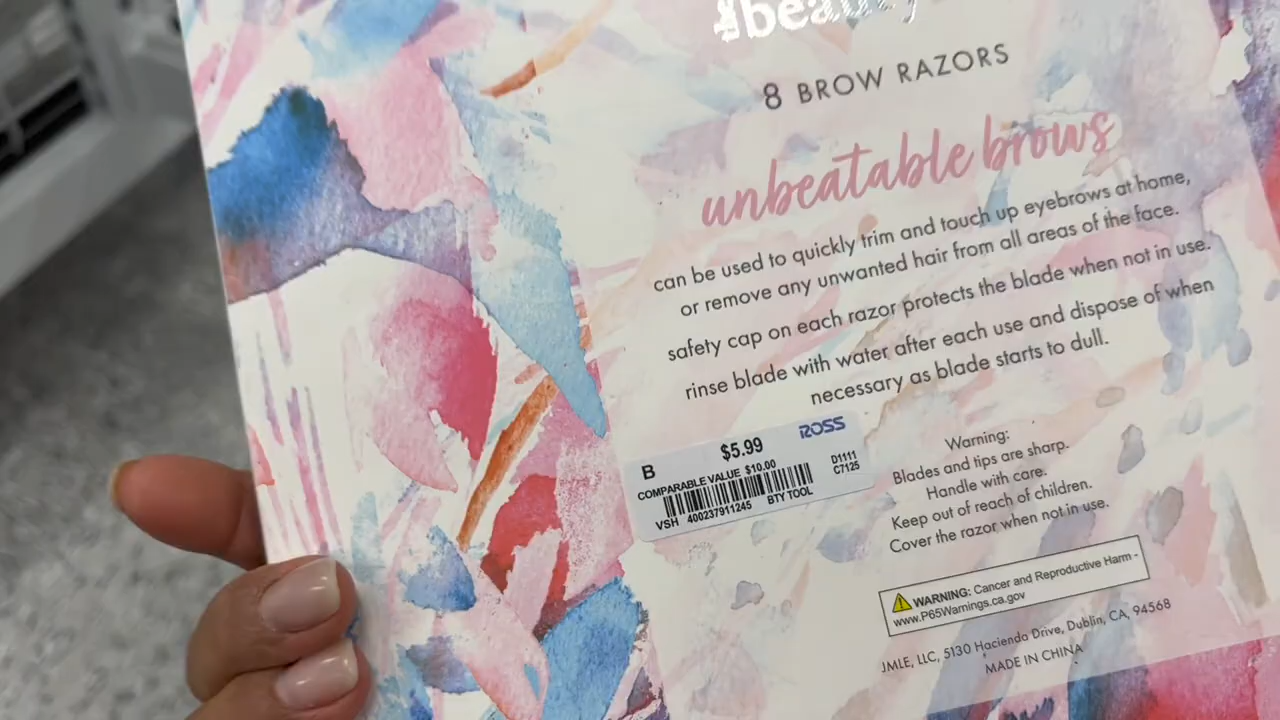 beauty
8 BROW RAZORS
unbeatable brows
can be used to quickly trim and touch up eyebrows at home,
or remove any unwanted hair from all areas of the face.
safety cap on each razor protects the blade when not in use.
rinse blade with water after each use and dispose of when
necessary as blade starts to dull.
B $5.99 ROSS
COMPARABLE VALUE $10.00 D1111
C7125
VSH 400237911245 BTY TOOL
Warning:
Blades and tips are sharp.
Handle with care.
Keep out of reach of children.
Cover the razor when not in use.
WARNING: Cancer and Reproductive Harm -
www.P65Warnings.ca.gov
JMLE, LLC, 5130 Hacienda Drive, Dublin, CA, 94568
MADE IN CHINA